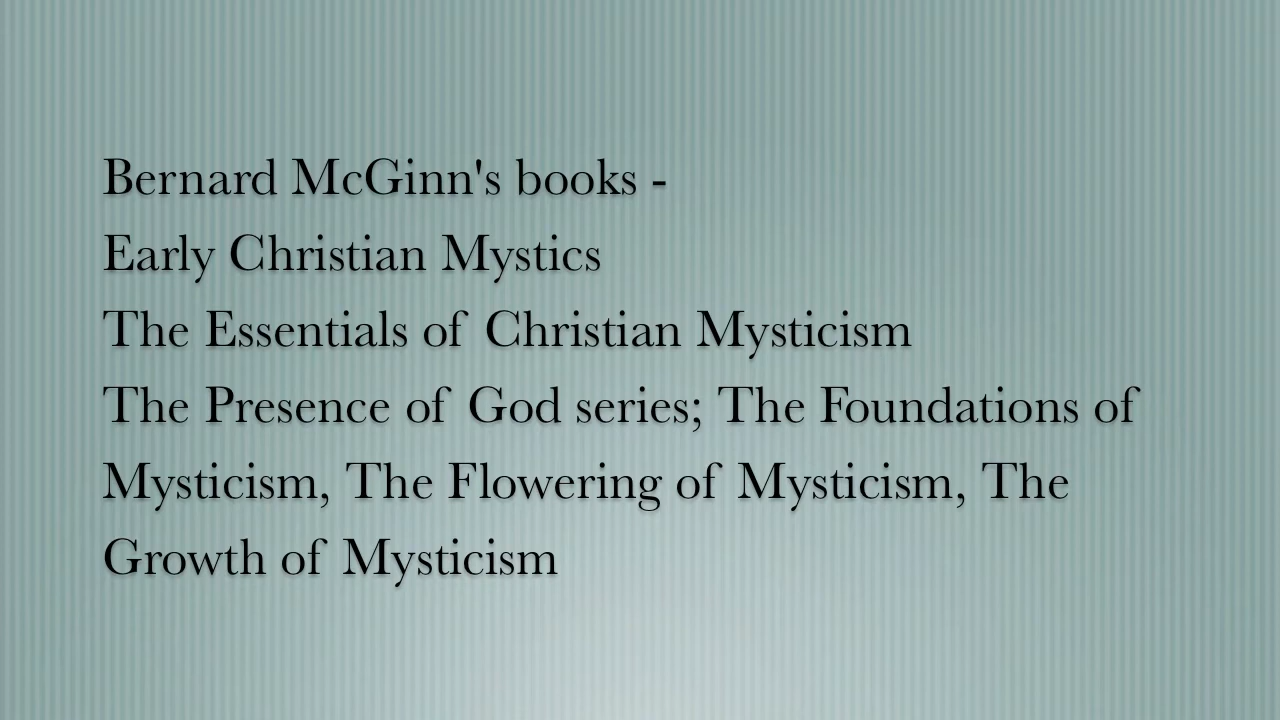 Bernard McGinn's books -
Early Christian Mystics
The Essentials of Christian Mysticism
The Presence of God series; The Foundations of
Mysticism, The Flowering of Mysticism, The
Growth of Mysticism